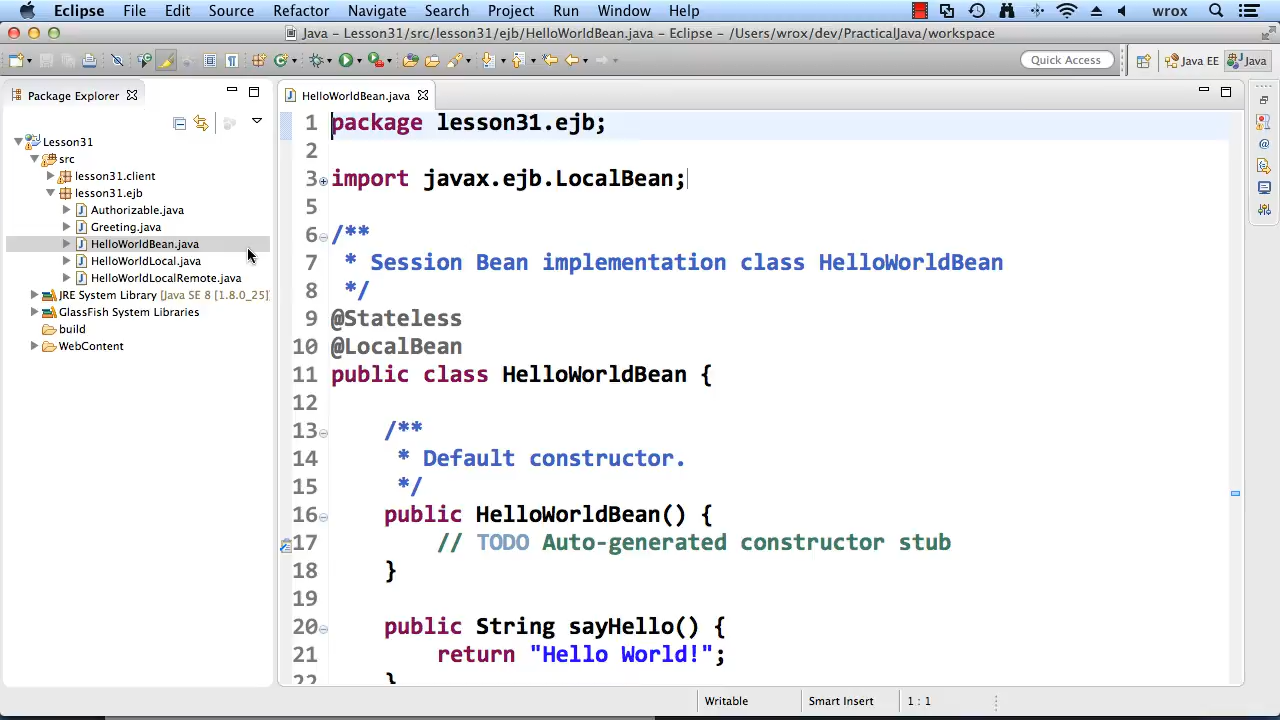 Eclipse File Edit Source Refactor Navigate Search Project Run Window Help wrox
Java - Lesson31/src/lesson31/ejb/HelloWorldBean.java - Eclipse - /Users/wrox/dev/PracticalJava/workspace
Quick Access Java EE Java
Package Explorer
Lesson31
src
lesson31.client
lesson31.ejb
Authorizable.java
Greeting.java
HelloWorldBean.java
HelloWorldLocal.java
HelloWorldLocalRemote.java
JRE System Library [Java SE 8 [1.8.0_25]]
GlassFish System Libraries
build
WebContent
HelloWorldBean.java
1 package lesson31.ejb;
2
3 import javax.ejb.LocalBean;
5
6 /**
7 * Session Bean implementation class HelloWorldBean
8 */
9 @Stateless
10 @LocalBean
11 public class HelloWorldBean {
12
13 /**
14 * Default constructor.
15 */
16 public HelloWorldBean() {
17 // TODO Auto-generated constructor stub
18 }
19
20 public String sayHello() {
21 return "Hello World!";
22 }
Writable Smart Insert 1 : 1